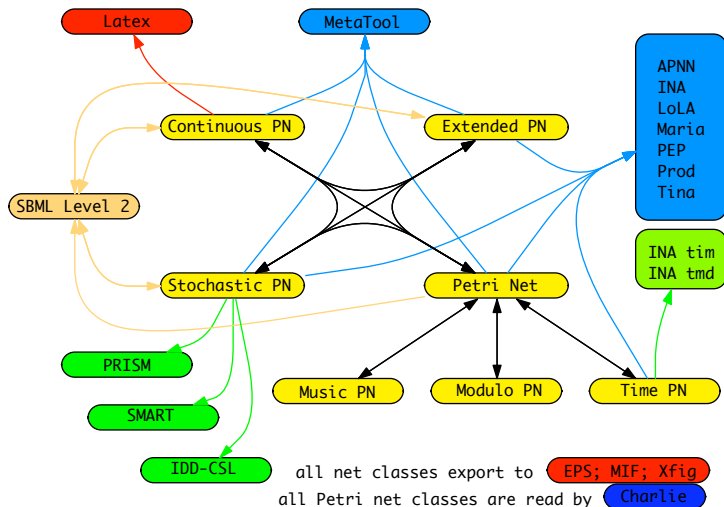 Latex
MetaTool
APNN
INA
LoLA
Maria
PEP
Prod
Tina
Continuous PN
Extended PN
SBML Level 2
INA tim
INA tmd
Stochastic PN
Petri Net
PRISM
Music PN
Modulo PN
Time PN
SMART
IDD-CSL
all net classes export to EPS; MIF; Xfig
all Petri net classes are read by Charlie